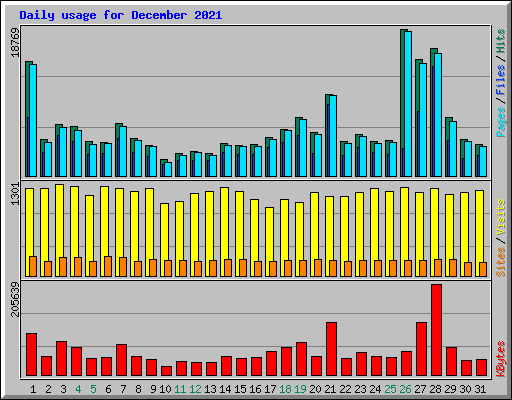 Daily usage for December 2021
18769
1301
205639
Pages / Files / Hits
Sites / Visits
KBytes
1 2 3 4 5 6 7 8 9 10 11 12 13 14 15 16 17 18 19 20 21 22 23 24 25 26 27 28 29 30 31